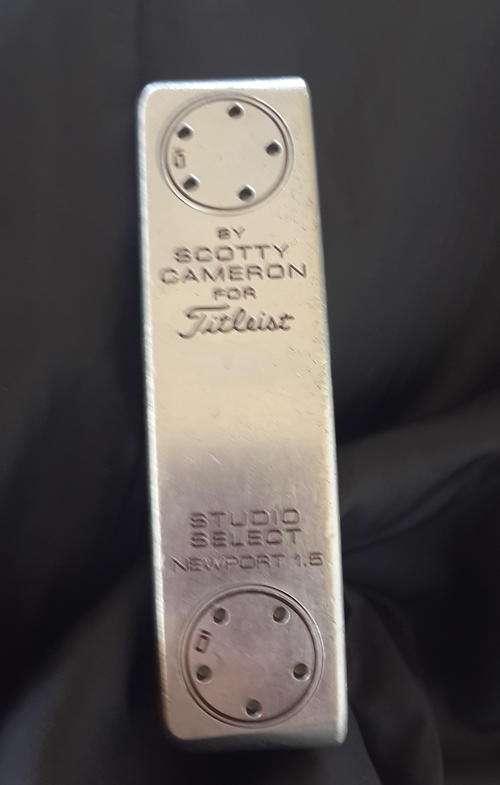 BY
SCOTTY
CAMERON
FOR
Titleist
STUDIO
SELECT
NEWPORT 1.5